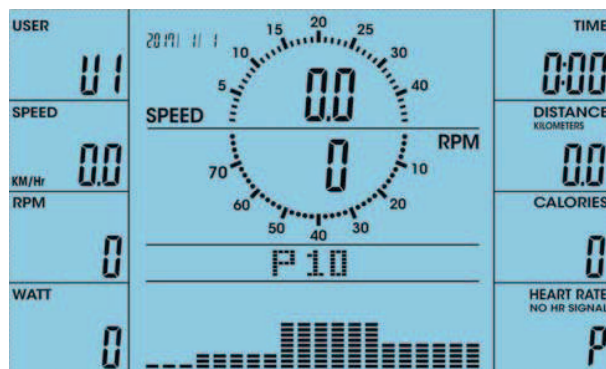 USER
U1
SPEED
KM/Hr 0.0
RPM
0
WATT
0
2017/ 1/ 1
5 10 15 20 25 30 40
0.0
SPEED
RPM
0
70 60 50 40 30 20 10
P10
TIME
0:00
DISTANCE
KILOMETERS
0.0
CALORIES
0
HEART RATE
NO HR SIGNAL
P